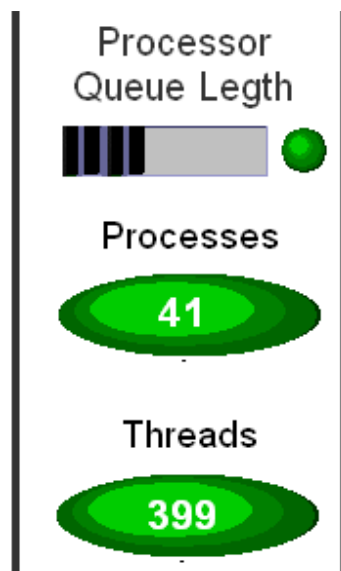 Processor
Queue Legth
Processes
41
Threads
399